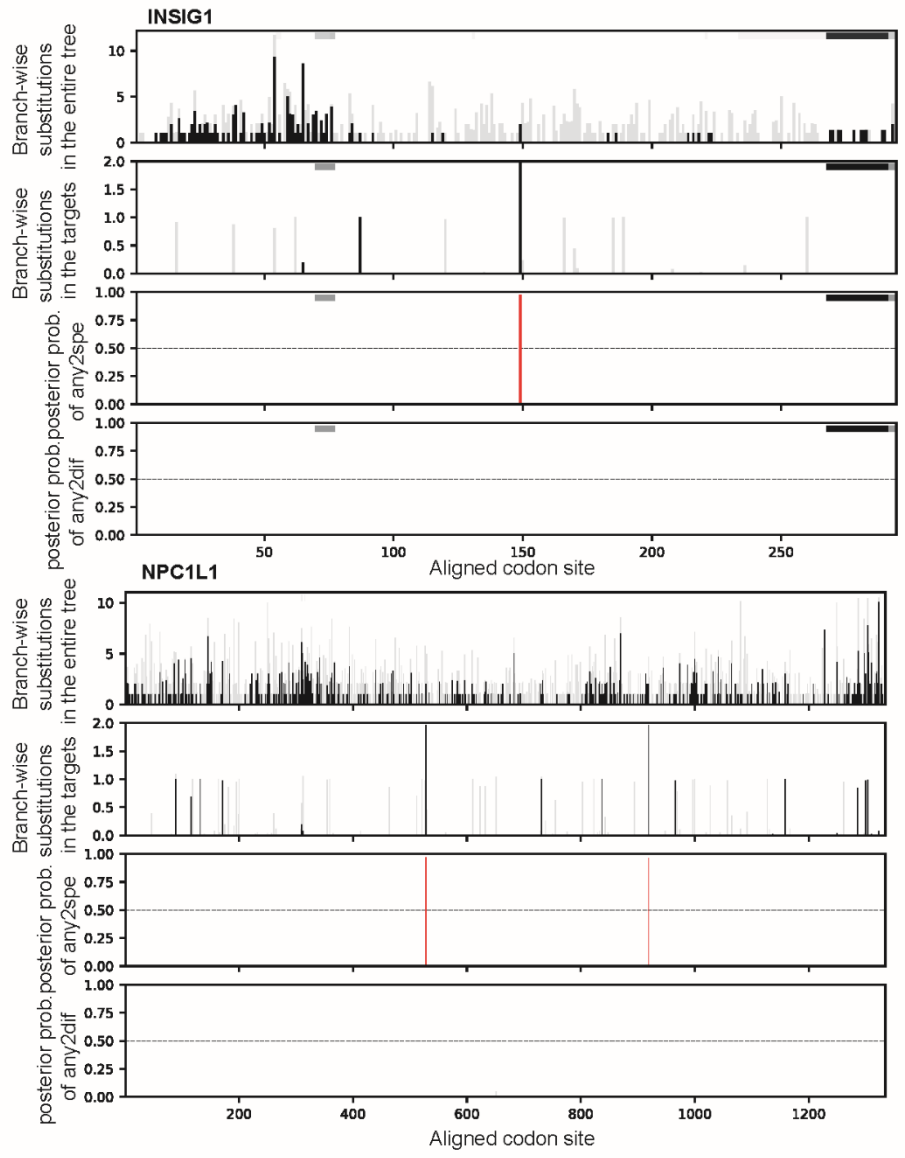 INSIG1
Branch-wise
substitutions
in the entire tree
10
5
0
Branch-wise
substitutions
in the targets
2.0
1.5
1.0
0.5
0.0
posterior prob.
of any2spe
1.00
0.75
0.50
0.25
0.00
posterior prob.
of any2dif
1.00
0.75
0.50
0.25
0.00
50 100 150 200 250
Aligned codon site
NPC1L1
Branch-wise
substitutions
in the entire tree
10
5
0
Branch-wise
substitutions
in the targets
2.0
1.5
1.0
0.5
0.0
posterior prob.
of any2spe
1.00
0.75
0.50
0.25
0.00
posterior prob.
of any2dif
1.00
0.75
0.50
0.25
0.00
200 400 600 800 1000 1200
Aligned codon site